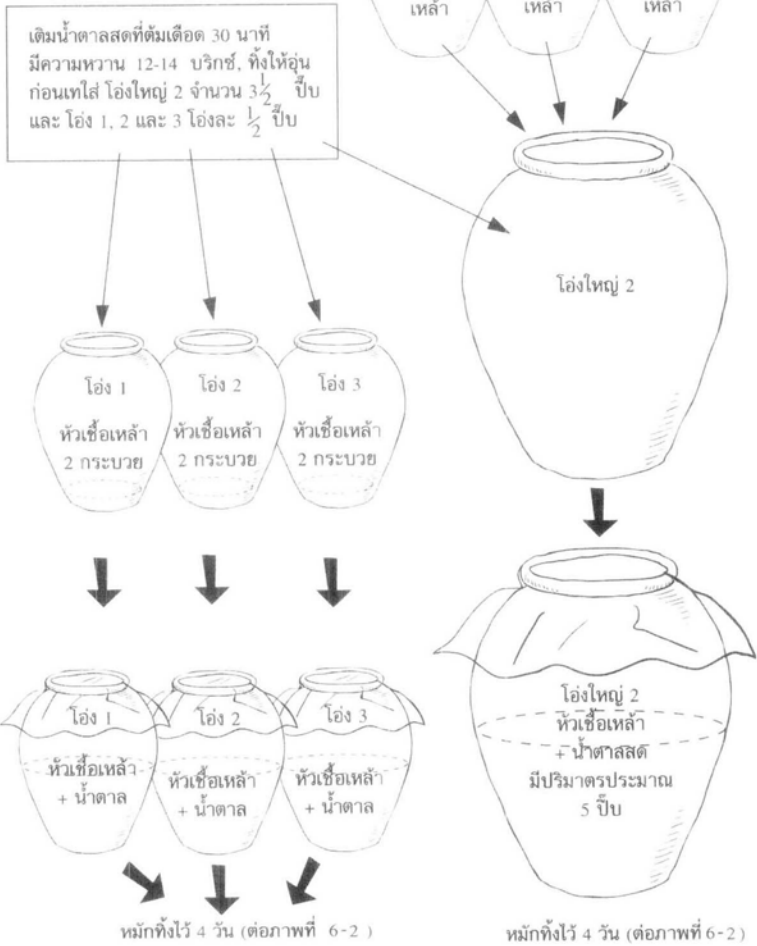 เหล้า เหล้า เหล้า
เติมน้ำตาลสดที่ต้มเดือด 30 นาที
มีความหวาน 12-14 บริกซ์, ทิ้งให้อุ่น
ก่อนเทใส่ โอ่งใหญ่ 2 จำนวน 3½ ปี๊บ
และ โอ่ง 1, 2 และ 3 โอ่งละ ½ ปี๊บ
โอ่งใหญ่ 2
โอ่ง 1
หัวเชื้อเหล้า
2 กระบวย
โอ่ง 2
หัวเชื้อเหล้า
2 กระบวย
โอ่ง 3
หัวเชื้อเหล้า
2 กระบวย
โอ่ง 1
หัวเชื้อเหล้า
+ น้ำตาล
โอ่ง 2
หัวเชื้อเหล้า
+ น้ำตาล
โอ่ง 3
หัวเชื้อเหล้า
+ น้ำตาล
โอ่งใหญ่ 2
หัวเชื้อเหล้า
+ น้ำตาลสด
มีปริมาตรประมาณ
5 ปี๊บ
หมักทิ้งไว้ 4 วัน (ต่อภาพที่ 6-2 )
หมักทิ้งไว้ 4 วัน (ต่อภาพที่ 6-2 )